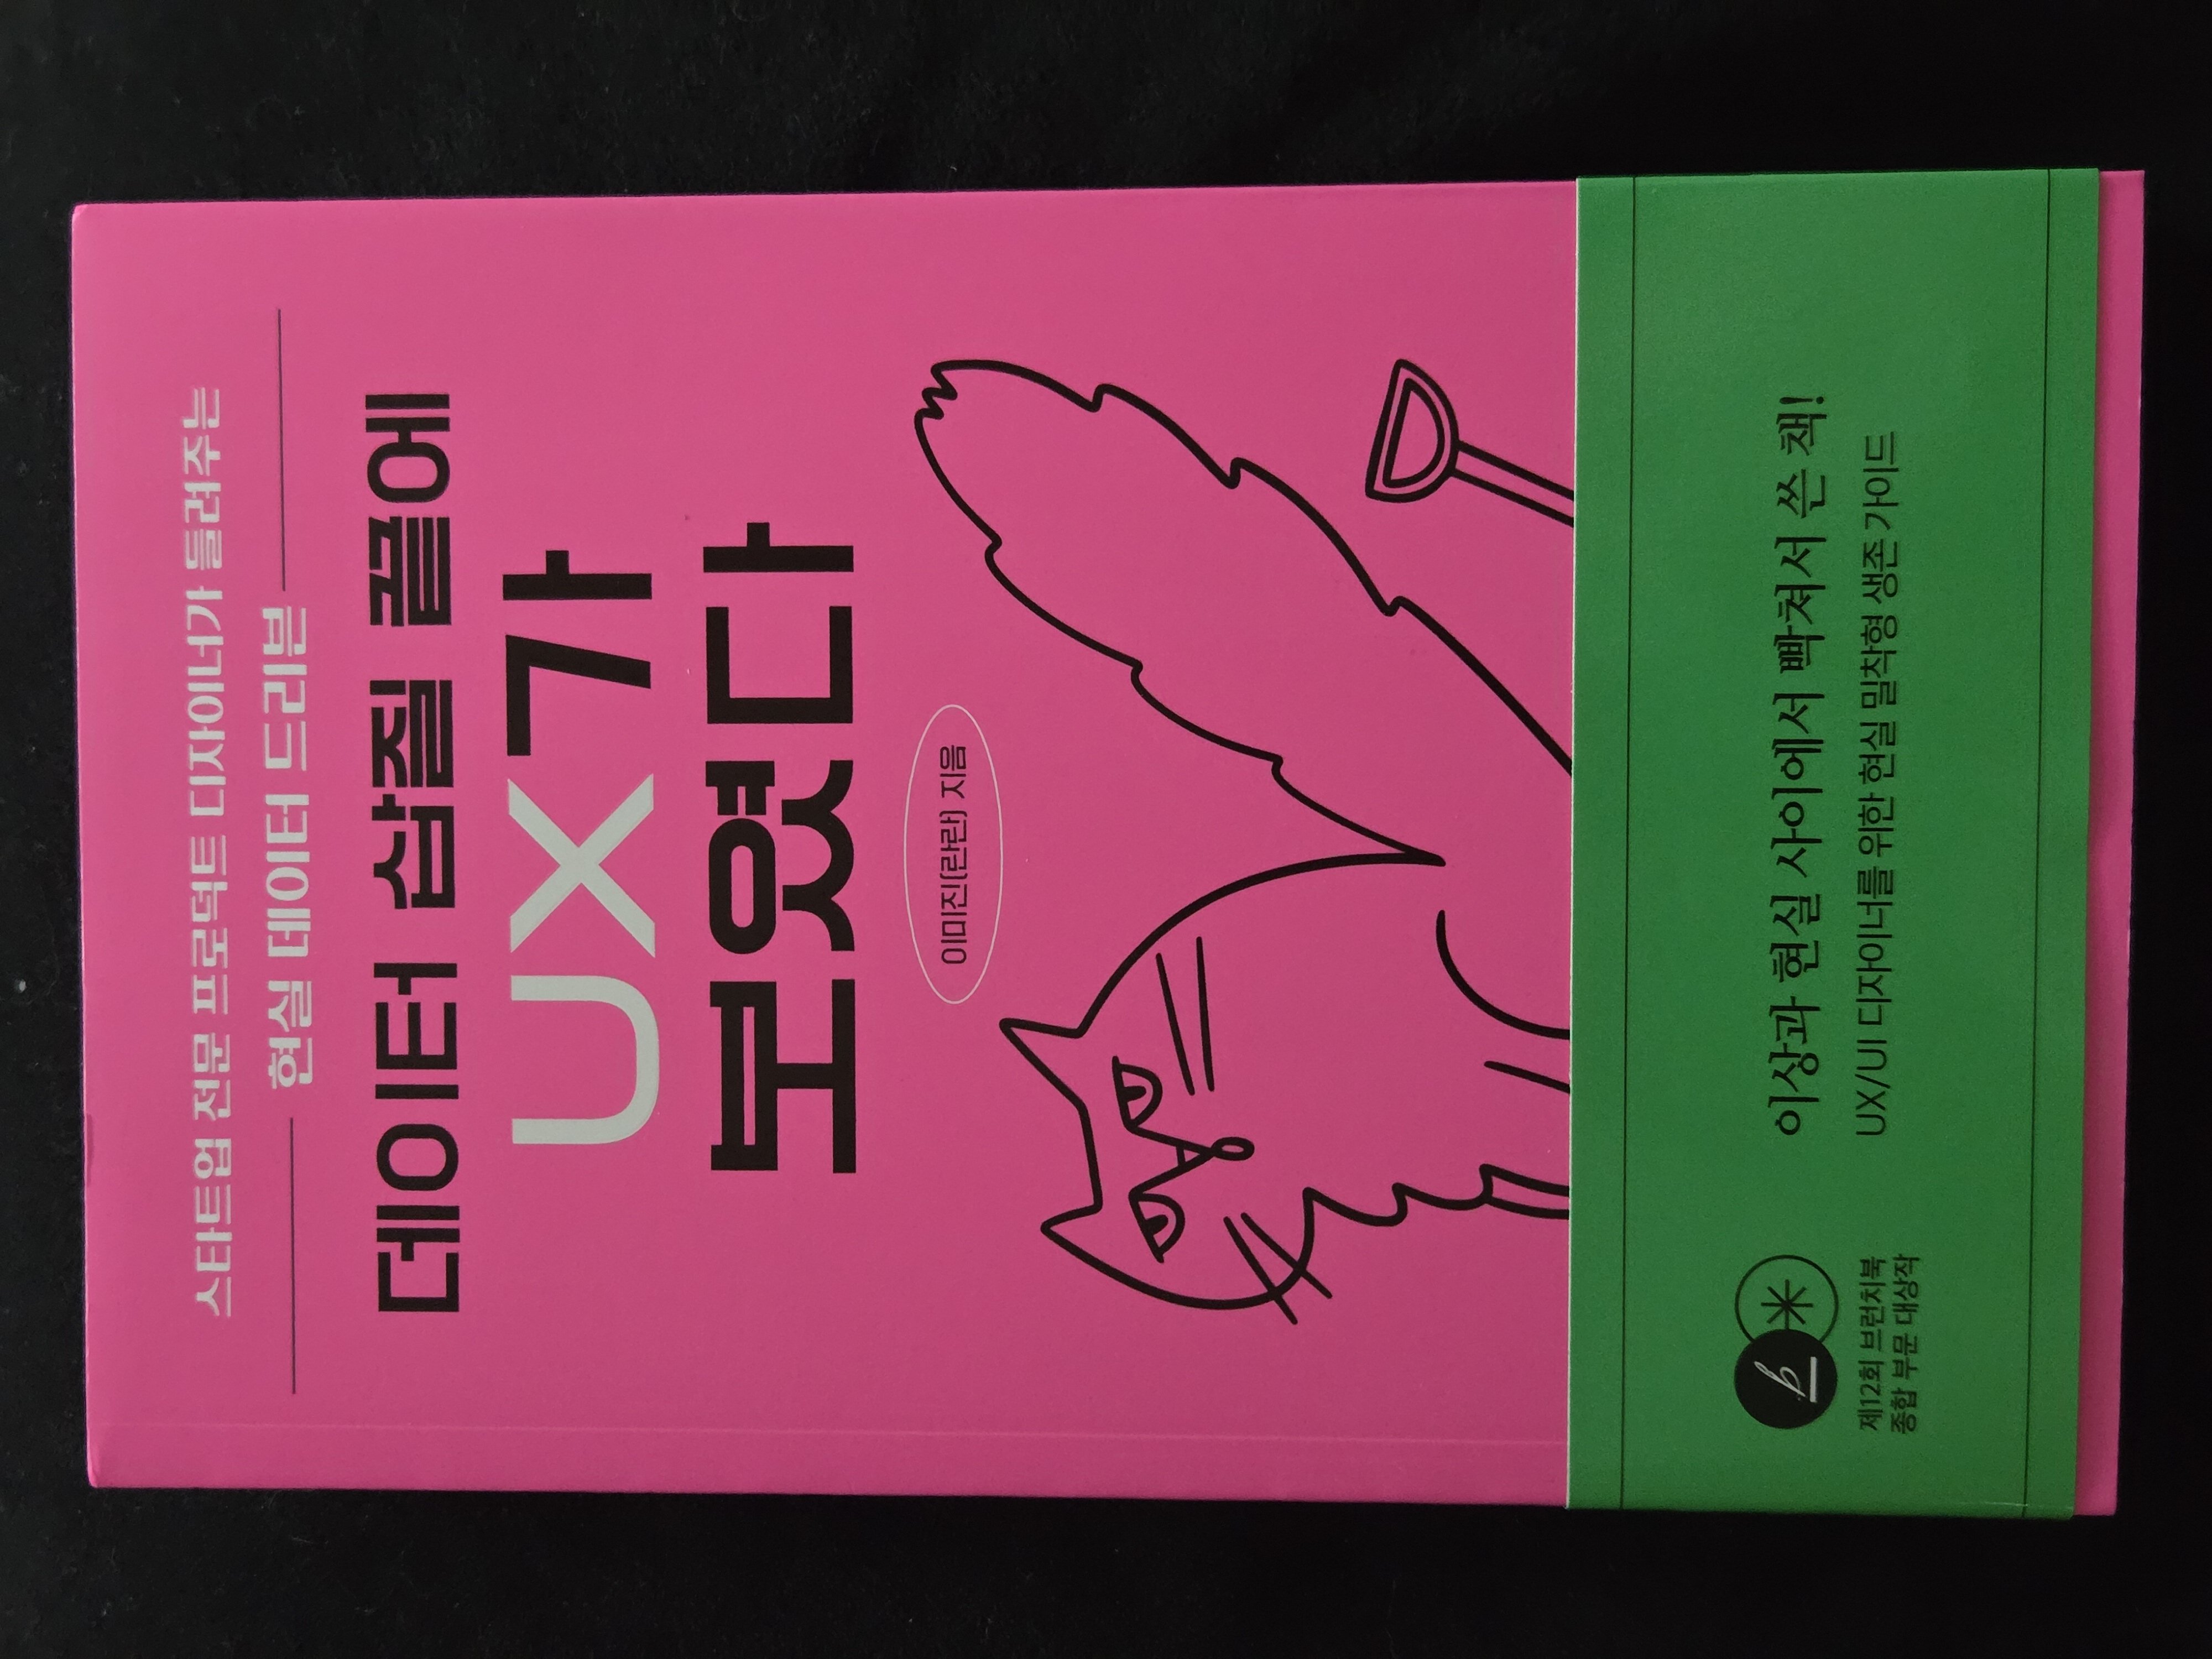 스타트업 전문 프로덕트 디자이너가 들려주는
현실 데이터 드리븐
데이터 삽질 끝에
UX가
보였다
이미진(란란) 지음
이상과 현실 사이에서 빡쳐서 쓴 책!
UX/UI 디자이너를 위한 현실 밀착형 생존 가이드
b
제12회 브런치북
종합 부문 대상작